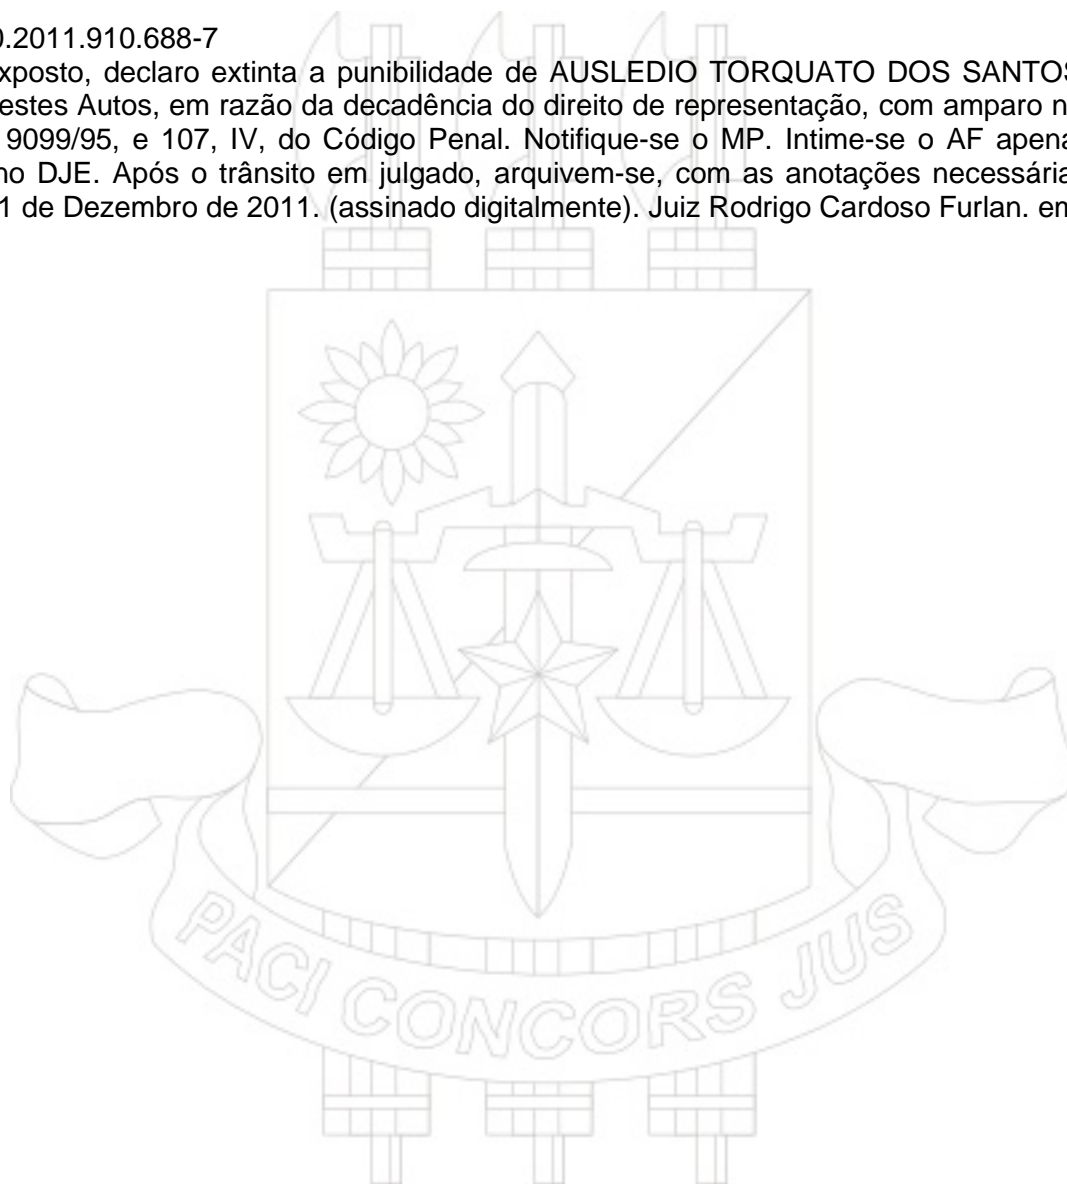 0.2011.910.688-7
xposto, declaro extinta a punibilidade de AUSLEDIO TORQUATO DOS SANTOS
estes Autos, em razão da decadência do direito de representação, com amparo n
9099/95, e 107, IV, do Código Penal. Notifique-se o MP. Intime-se o AF apena
no DJE. Após o trânsito em julgado, arquivem-se, com as anotações necessária
1 de Dezembro de 2011. (assinado digitalmente). Juiz Rodrigo Cardoso Furlan. em
PACI CONCORS JUS